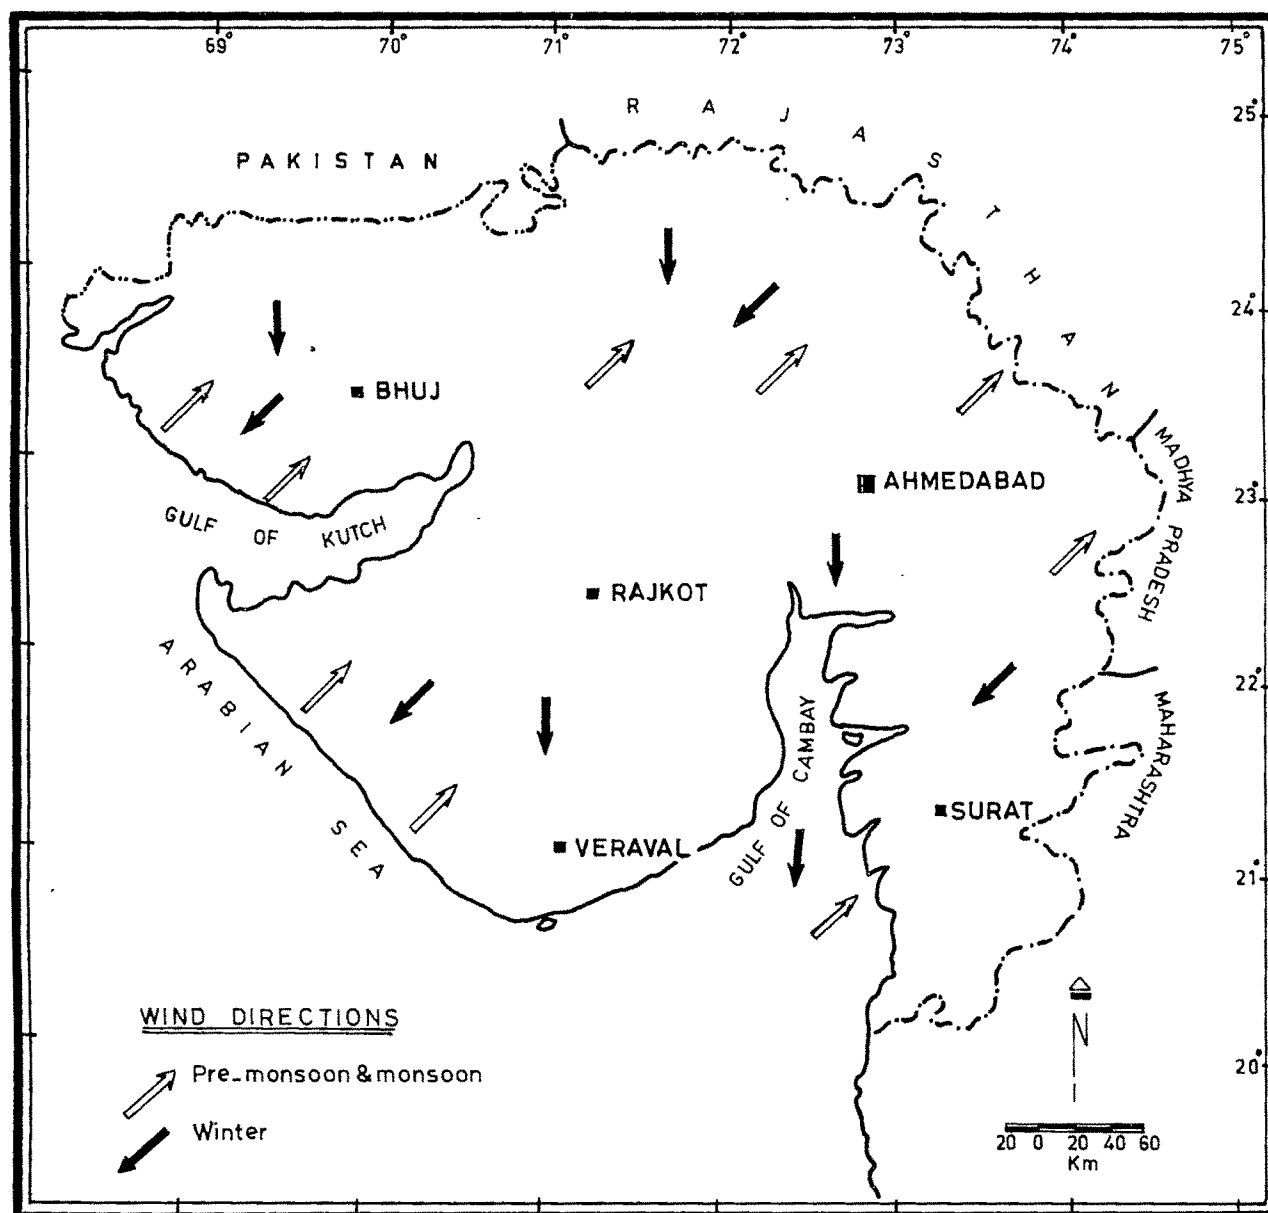 69° 70° 71° 72° 73° 74° 75°
25°
RAJASTHAN
PAKISTAN
24°
BHUJ
MADHYA PRADESH
AHMEDABAD
23°
GULF OF KUTCH
RAJKOT
ARABIAN SEA
22°
GULF OF CAMBAY
MAHARASHTRA
SURAT
VERAVAL
21°
WIND DIRECTIONS
N
Pre-monsoon & monsoon
20°
Winter
20 0 20 40 60
Km